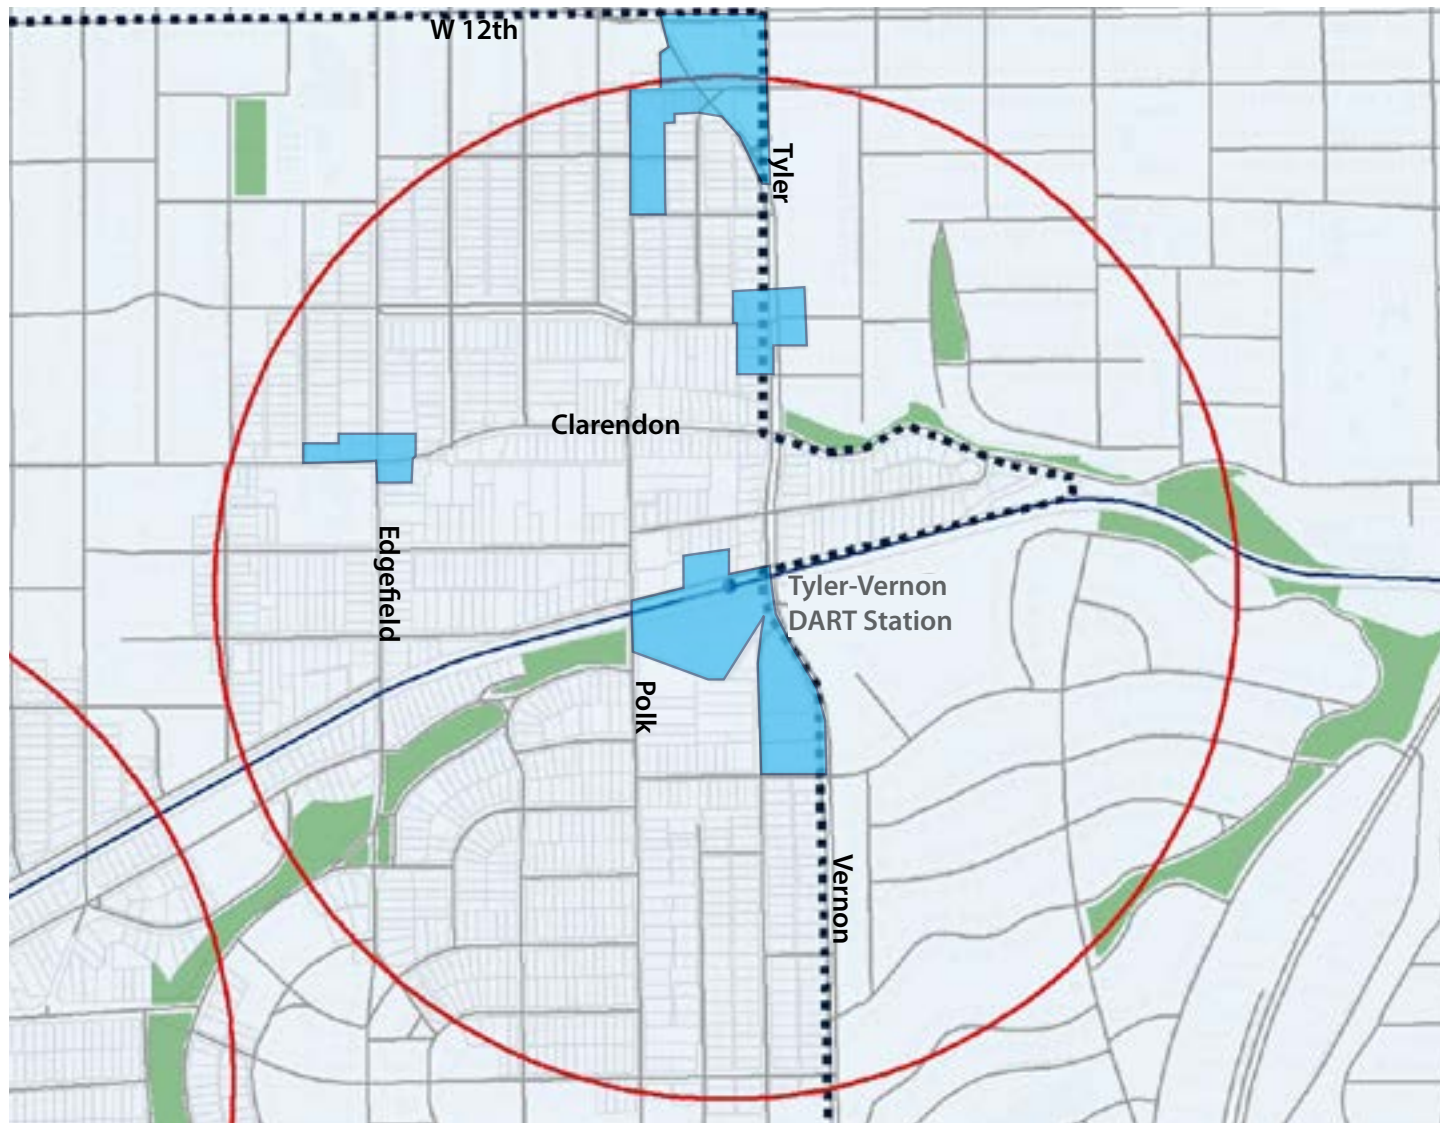 W 12th
Tyler
Clarendon
Edgefield
Tyler-Vernon
DART Station
Polk
Vernon